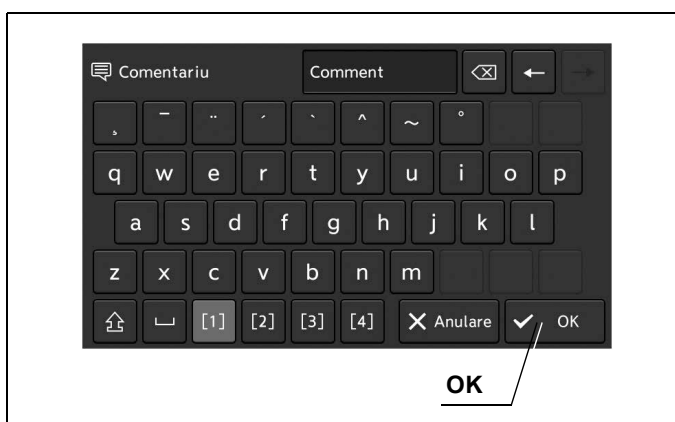 Comentariu Comment
¸ ¯ ¨ ´ ` ^ ~ °
q w e r t y u i o p
a s d f g h j k l
z x c v b n m
[1] [2] [3] [4] Anulare OK
OK